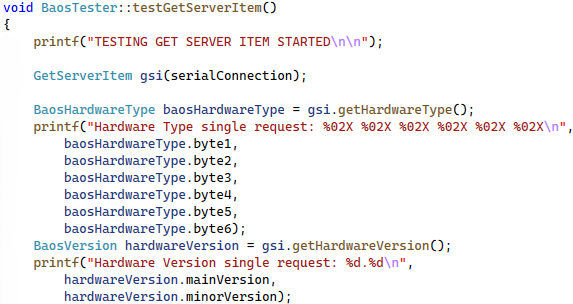 void BaosTester::testGetServerItem()
{
    printf("TESTING GET SERVER ITEM STARTED\n\n");

    GetServerItem gsi(serialConnection);

    BaosHardwareType baosHardwareType = gsi.getHardwareType();
    printf("Hardware Type single request: %02X %02X %02X %02X %02X %02X\n",
        baosHardwareType.byte1,
        baosHardwareType.byte2,
        baosHardwareType.byte3,
        baosHardwareType.byte4,
        baosHardwareType.byte5,
        baosHardwareType.byte6);
    BaosVersion hardwareVersion = gsi.getHardwareVersion();
    printf("Hardware Version single request: %d.%d\n",
        hardwareVersion.mainVersion,
        hardwareVersion.minorVersion);